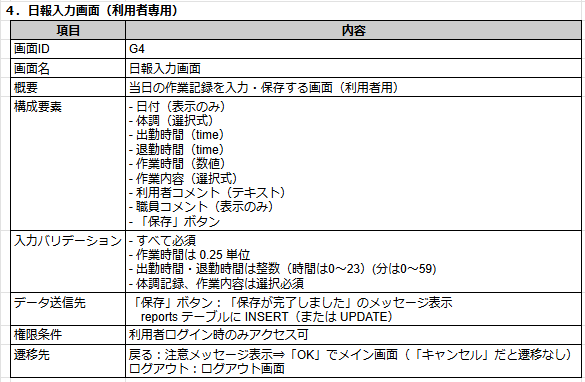 ４．日報入力画面（利用者専用）
項目 内容
画面ID G4
画面名 日報入力画面
概要 当日の作業記録を入力・保存する画面（利用者用）
構成要素 - 日付（表示のみ）
- 体調（選択式）
- 出勤時間（time）
- 退勤時間（time）
- 作業時間（数値）
- 作業内容（選択式）
- 利用者コメント（テキスト）
- 職員コメント（表示のみ）
- 「保存」ボタン
入力バリデーション - すべて必須
- 作業時間は 0.25 単位
- 出勤時間・退勤時間は整数（時間は0～23）(分は0~59)
- 体調記録、作業内容は選択必須
データ送信先 「保存」ボタン：「保存が完了しました」のメッセージ表示
reports テーブルに INSERT（または UPDATE）
権限条件 利用者ログイン時のみアクセス可
遷移先 戻る：注意メッセージ表示⇒「OK」でメイン画面（「キャンセル」だと遷移なし）
ログアウト：ログアウト画面